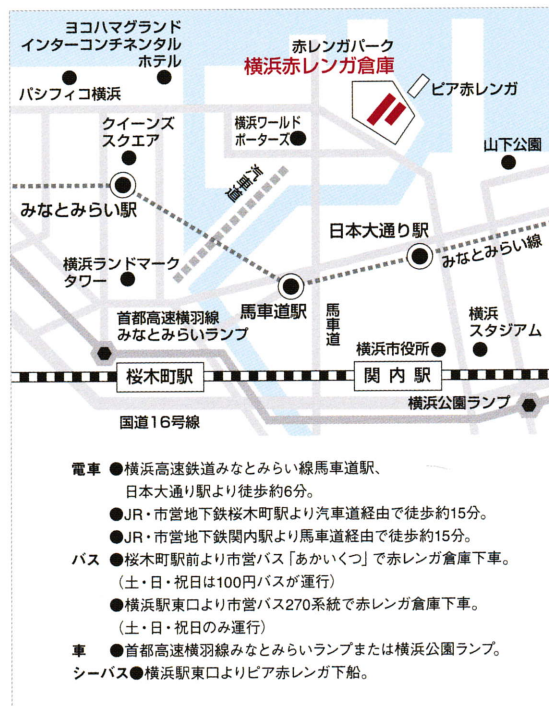 ヨコハマグランド
インターコンチネンタル
ホテル
パシフィコ横浜
赤レンガパーク
横浜赤レンガ倉庫
ピア赤レンガ
クイーンズ
スクエア
横浜ワールド
ポーターズ
山下公園
汽車道
みなとみらい駅
日本大通り駅
みなとみらい線
横浜ランドマーク
タワー
馬車道駅
馬車道
首都高速横羽線
みなとみらいランプ
横浜
スタジアム
横浜市役所
桜木町駅
関内駅
横浜公園ランプ
国道16号線
電車 ●横浜高速鉄道みなとみらい線馬車道駅、
日本大通り駅より徒歩約6分。
●JR・市営地下鉄桜木町駅より汽車道経由で徒歩約15分。
●JR・市営地下鉄関内駅より馬車道経由で徒歩約15分。
バス ●桜木町駅前より市営バス「あかいくつ」で赤レンガ倉庫下車。
（土・日・祝日は100円バスが運行）
●横浜駅東口より市営バス270系統で赤レンガ倉庫下車。
（土・日・祝日のみ運行）
車 ●首都高速横羽線みなとみらいランプまたは横浜公園ランプ。
シーバス●横浜駅東口よりピア赤レンガ下船。